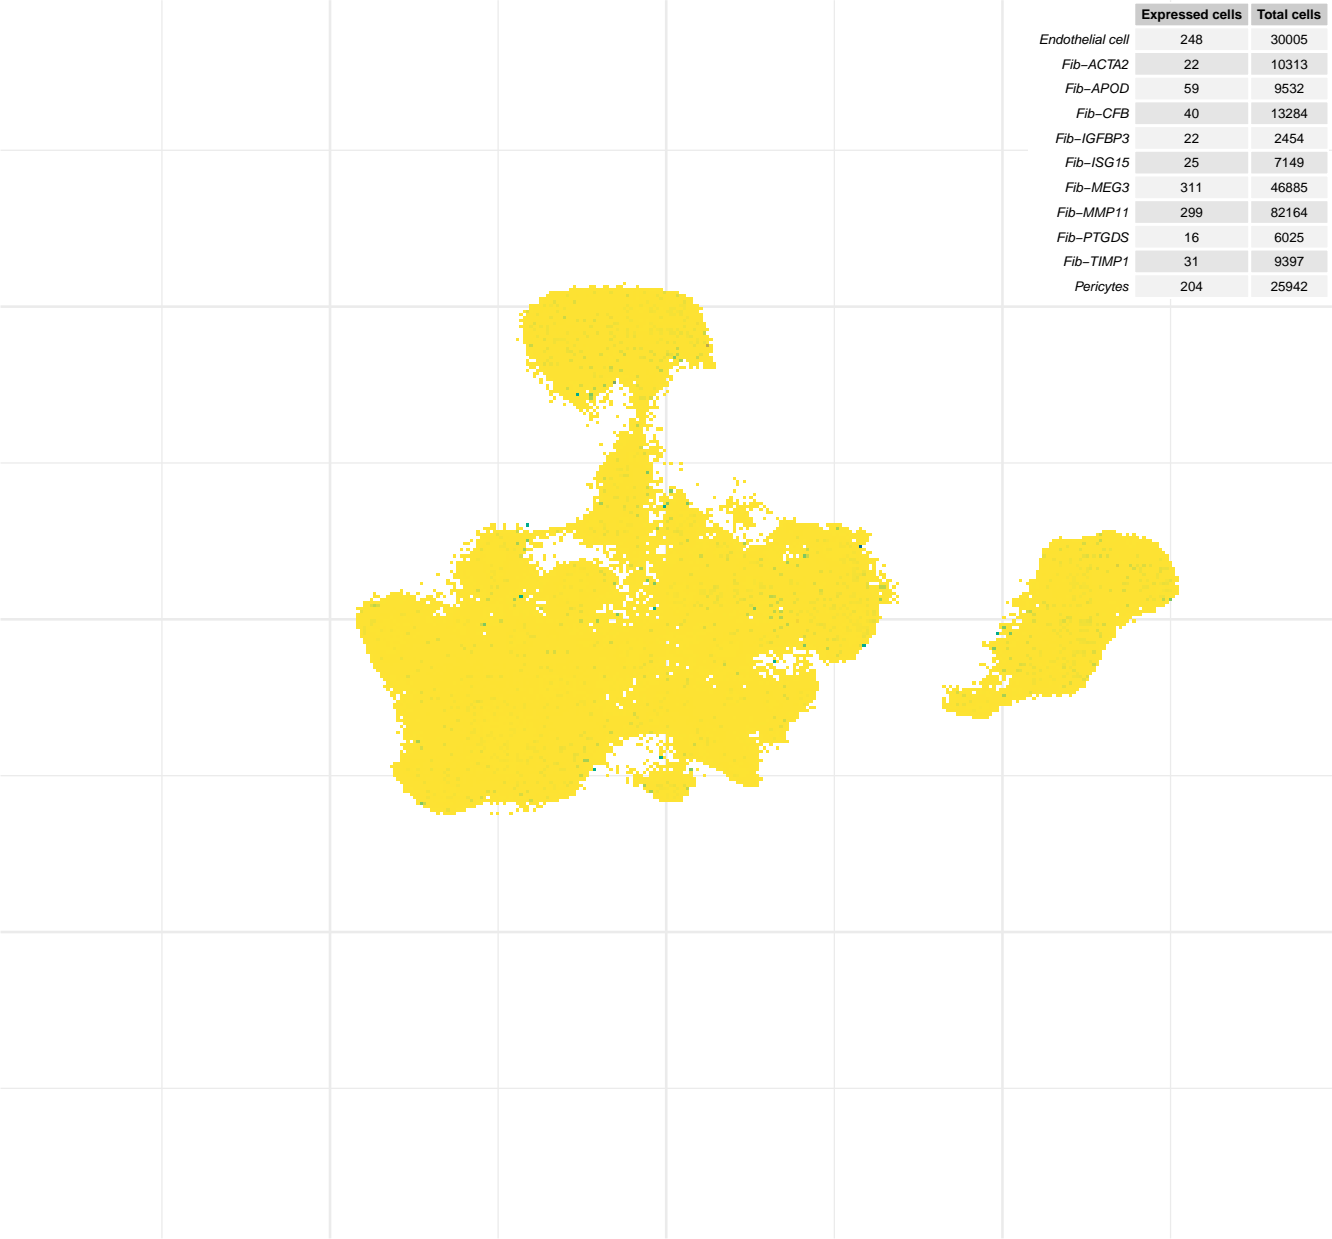 Expressed cells Total cells
Endothelial cell 248 30005
Fib−ACTA2 22 10313
Fib−APOD 59 9532
Fib−CFB 40 13284
Fib−IGFBP3 22 2454
Fib−ISG15 25 7149
Fib−MEG3 311 46885
Fib−MMP11 299 82164
Fib−PTGDS 16 6025
Fib−TIMP1 31 9397
Pericytes 204 25942